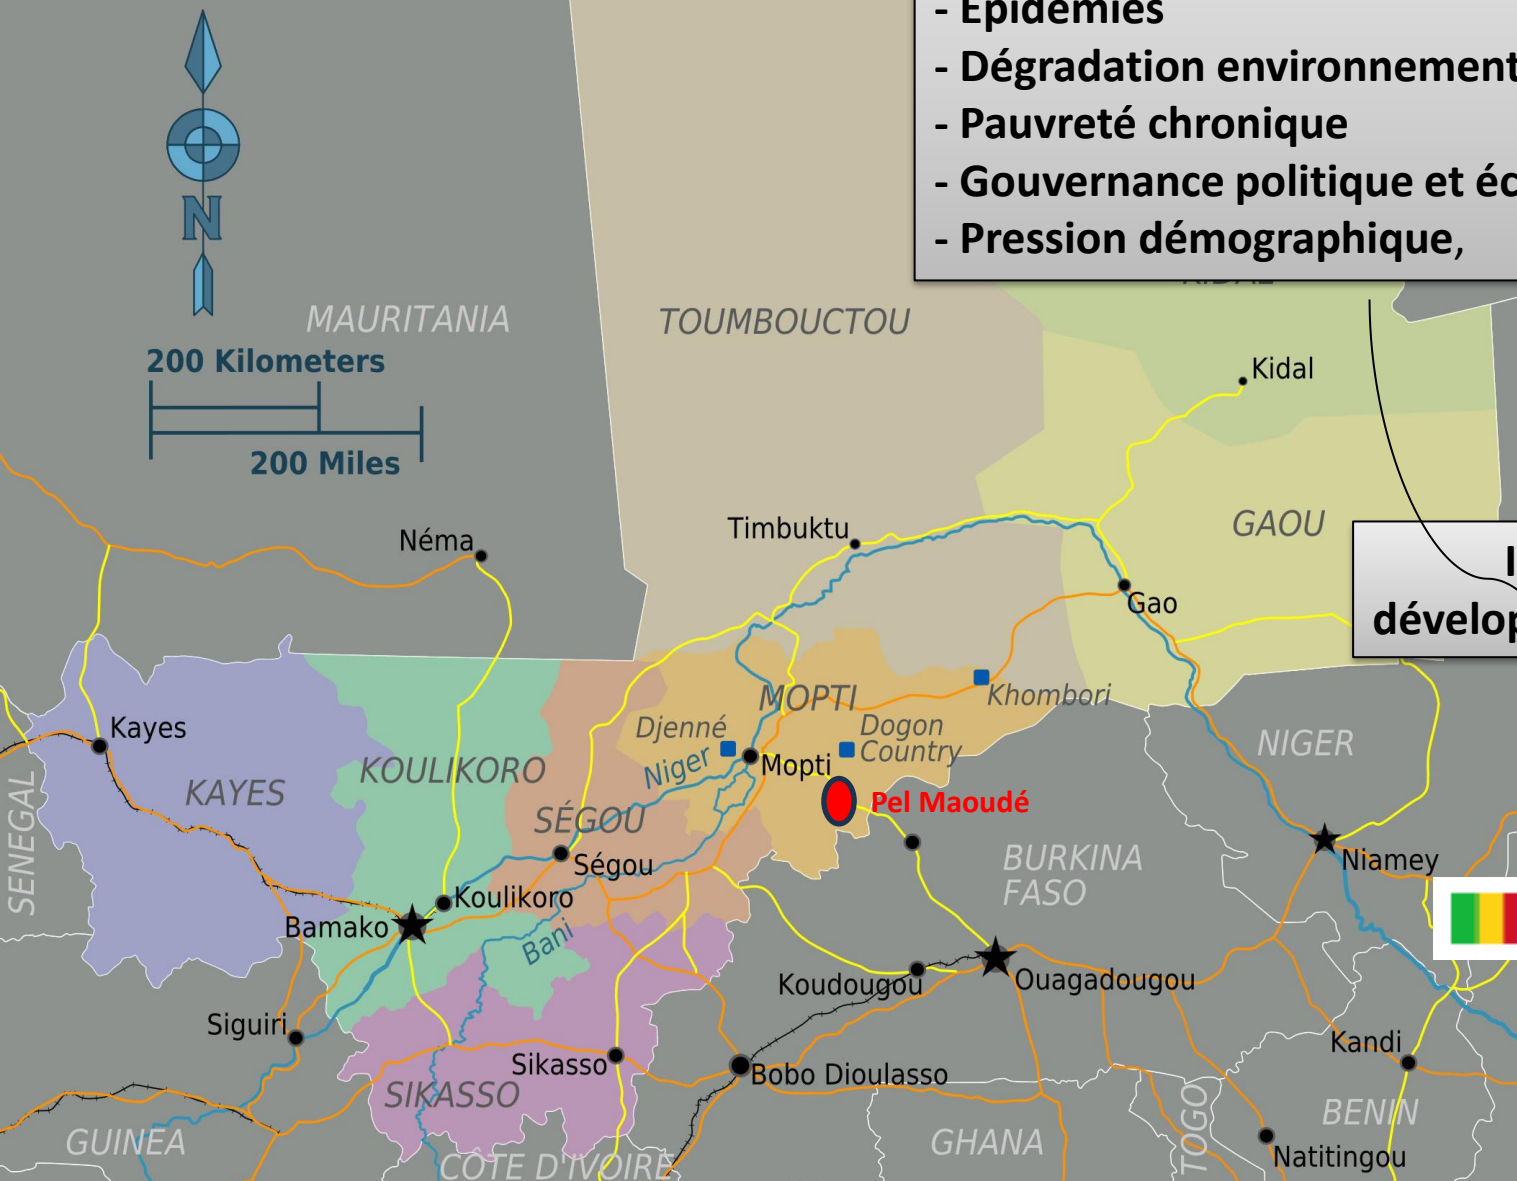 - Epidémies
- Dégradation environnement
- Pauvreté chronique
- Gouvernance politique et éc
- Pression démographique,
N
MAURITANIA
TOUMBOUCTOU
KIDAL
200 Kilometers
200 Miles
Kidal
Néma
Timbuktu
GAOU
Gao
dévelop
MOPTI
Khombori
Djenné
Dogon
Country
Niger
Mopti
Kayes
KAYES
KOULIKORO
SÉGOU
Ségou
Pel Maoudé
NIGER
SENEGAL
BURKINA
FASO
Niamey
Koulikoro
Bamako
Bani
Koudougou
Ouagadougou
Siguiri
Sikasso
SIKASSO
Bobo Dioulasso
Kandi
GUINEA
CÔTE D'IVOIRE
GHANA
TOGO
BENIN
Natitingou